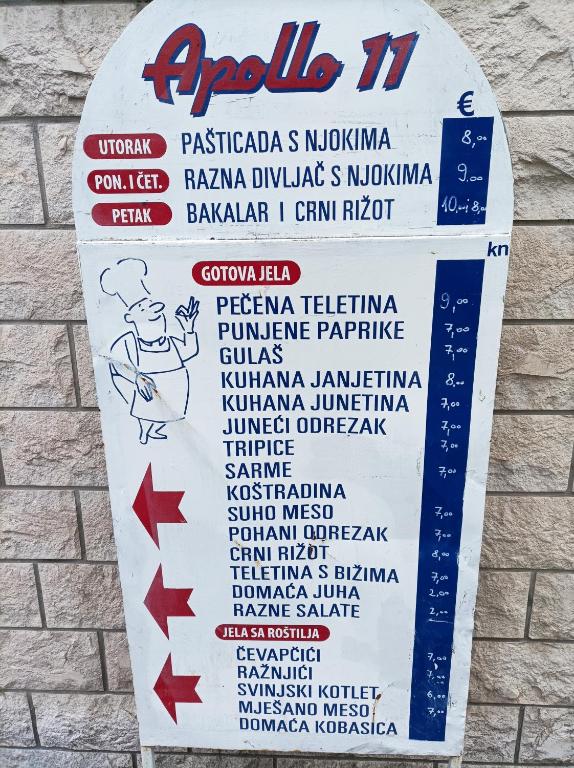 Apollo 11
€
UTORAK PAŠTICADA S NJOKIMA 8,00
PON. I ČET. RAZNA DIVLJAČ S NJOKIMA 9.00
PETAK BAKALAR I CRNI RIŽOT 10,00 i 8,00
kn
GOTOVA JELA
PEČENA TELETINA 9,00
PUNJENE PAPRIKE 7,00
GULAŠ 7,00
KUHANA JANJETINA 8,00
KUHANA JUNETINA 7,00
JUNEĆI ODREZAK 7,00
TRIPICE 7,00
SARME 7,00
KOŠTRADINA
SUHO MESO 7,00
POHANI ODREZAK 7,00
CRNI RIŽOT 8,00
TELETINA S BIŽIMA 7,00
DOMAĆA JUHA 2,00
RAZNE SALATE 2,00
JELA SA ROŠTILJA
ČEVAPČIĆI 7,00
RAŽNJIĆI 7,00
SVINJSKI KOTLET 6,00
MJEŠANO MESO 7,00
DOMAĆA KOBASICA